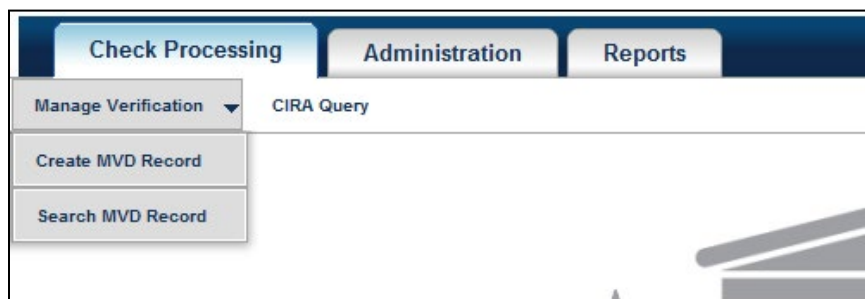 Check Processing Administration Reports
Manage Verification CIRA Query
Create MVD Record
Search MVD Record